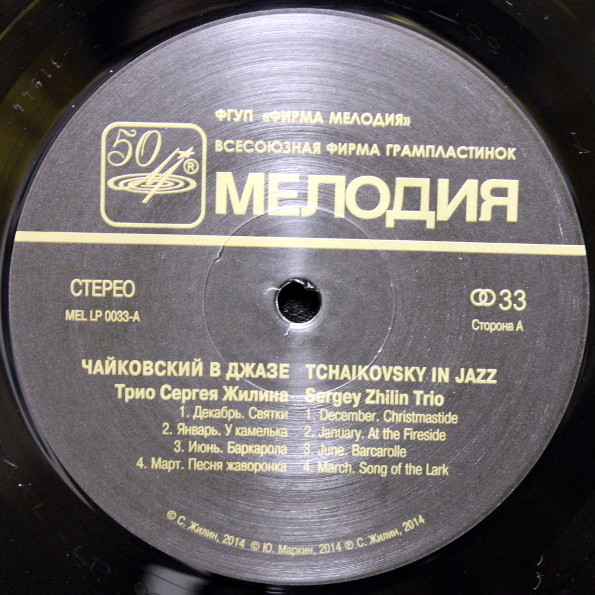 ФГУП «ФИРМА МЕЛОДИЯ»
ВСЕСОЮЗНАЯ ФИРМА ГРАМПЛАСТИНОК
50 ®
МЕЛОДИЯ
СТЕРЕО
33
MEL LP 0033-A
Сторона А
ЧАЙКОВСКИЙ В ДЖАЗЕ TCHAIKOVSKY IN JAZZ
Трио Сергея Жилина Sergey Zhilin Trio
1. Декабрь. Святки 1. December. Christmastide
2. Январь. У камелька 2. January. At the Fireside
3. Июнь. Баркарола 3. June. Barcarolle
4. Март. Песня жаворонка 4. March. Song of the Lark
© С. Жилин, 2014 © Ю. Маркин, 2014 ℗ С. Жилин, 2014